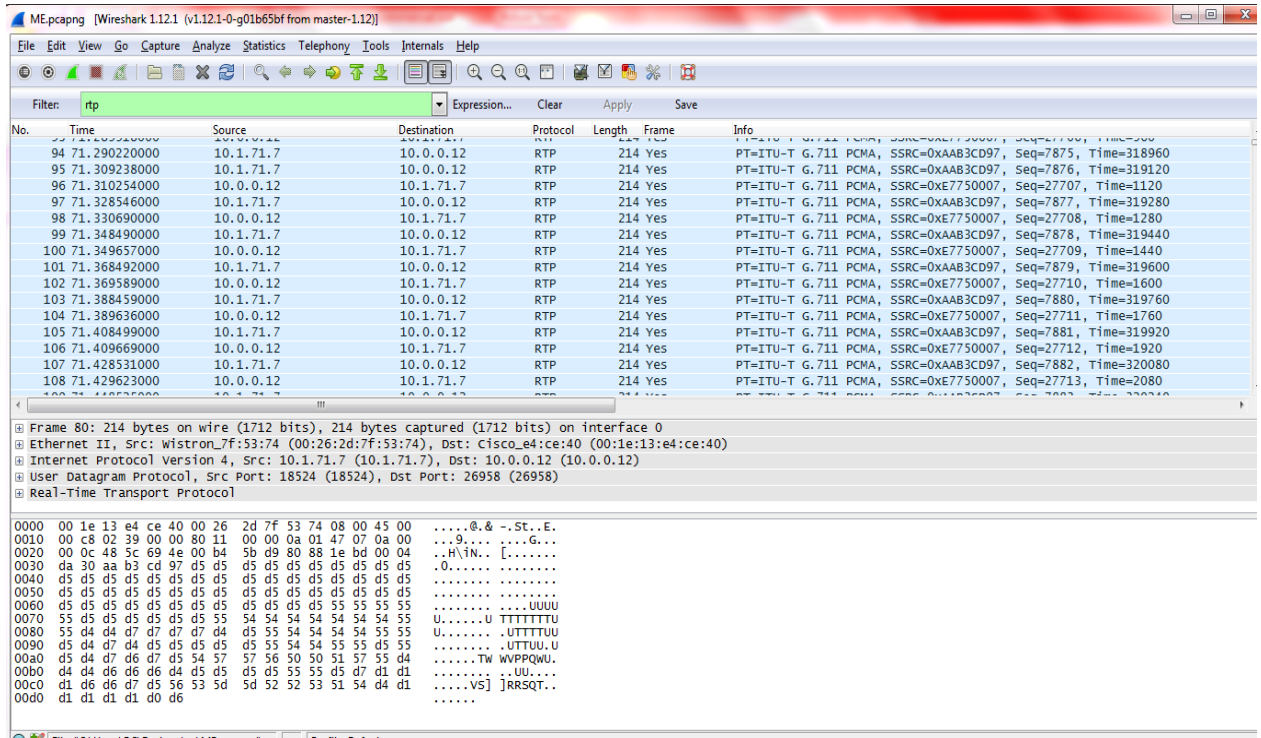 ME.pcapng [Wireshark 1.12.1 (v1.12.1-0-g01b65bf from master-1.12)]
File Edit View Go Capture Analyze Statistics Telephony Tools Internals Help
Filter: rtp Expression... Clear Apply Save
No. Time Source Destination Protocol Length Frame Info
94 71.290220000 10.1.71.7 10.0.0.12 RTP 214 Yes PT=ITU-T G.711 PCMA, SSRC=0xAAB3CD97, Seq=7875, Time=318960
95 71.309238000 10.1.71.7 10.0.0.12 RTP 214 Yes PT=ITU-T G.711 PCMA, SSRC=0xAAB3CD97, Seq=7876, Time=319120
96 71.310254000 10.0.0.12 10.1.71.7 RTP 214 Yes PT=ITU-T G.711 PCMA, SSRC=0xE7750007, Seq=27707, Time=1120
97 71.328546000 10.1.71.7 10.0.0.12 RTP 214 Yes PT=ITU-T G.711 PCMA, SSRC=0xAAB3CD97, Seq=7877, Time=319280
98 71.330690000 10.0.0.12 10.1.71.7 RTP 214 Yes PT=ITU-T G.711 PCMA, SSRC=0xE7750007, Seq=27708, Time=1280
99 71.348490000 10.1.71.7 10.0.0.12 RTP 214 Yes PT=ITU-T G.711 PCMA, SSRC=0xAAB3CD97, Seq=7878, Time=319440
100 71.349657000 10.0.0.12 10.1.71.7 RTP 214 Yes PT=ITU-T G.711 PCMA, SSRC=0xE7750007, Seq=27709, Time=1440
101 71.368492000 10.1.71.7 10.0.0.12 RTP 214 Yes PT=ITU-T G.711 PCMA, SSRC=0xAAB3CD97, Seq=7879, Time=319600
102 71.369589000 10.0.0.12 10.1.71.7 RTP 214 Yes PT=ITU-T G.711 PCMA, SSRC=0xE7750007, Seq=27710, Time=1600
103 71.388459000 10.1.71.7 10.0.0.12 RTP 214 Yes PT=ITU-T G.711 PCMA, SSRC=0xAAB3CD97, Seq=7880, Time=319760
104 71.389636000 10.0.0.12 10.1.71.7 RTP 214 Yes PT=ITU-T G.711 PCMA, SSRC=0xE7750007, Seq=27711, Time=1760
105 71.408499000 10.1.71.7 10.0.0.12 RTP 214 Yes PT=ITU-T G.711 PCMA, SSRC=0xAAB3CD97, Seq=7881, Time=319920
106 71.409669000 10.0.0.12 10.1.71.7 RTP 214 Yes PT=ITU-T G.711 PCMA, SSRC=0xE7750007, Seq=27712, Time=1920
107 71.428531000 10.1.71.7 10.0.0.12 RTP 214 Yes PT=ITU-T G.711 PCMA, SSRC=0xAAB3CD97, Seq=7882, Time=320080
108 71.429623000 10.0.0.12 10.1.71.7 RTP 214 Yes PT=ITU-T G.711 PCMA, SSRC=0xE7750007, Seq=27713, Time=2080
Frame 80: 214 bytes on wire (1712 bits), 214 bytes captured (1712 bits) on interface 0
Ethernet II, Src: Wistron_7f:53:74 (00:26:2d:7f:53:74), Dst: Cisco_e4:ce:40 (00:1e:13:e4:ce:40)
Internet Protocol Version 4, Src: 10.1.71.7 (10.1.71.7), Dst: 10.0.0.12 (10.0.0.12)
User Datagram Protocol, Src Port: 18524 (18524), Dst Port: 26958 (26958)
Real-Time Transport Protocol
0000 00 1e 13 e4 ce 40 00 26 2d 7f 53 74 08 00 45 00 .....@.& -.St..E.
0010 00 c8 02 39 00 00 80 11 00 00 0a 01 47 07 0a 00 ...9.... ....G...
0020 00 0c 48 5c 69 4e 00 b4 5b d9 80 88 1e bd 00 04 ..H\iN.. [.......
0030 da 30 aa b3 cd 97 d5 d5 d5 d5 d5 d5 d5 d5 d5 d5 .0...... ........
0040 d5 d5 d5 d5 d5 d5 d5 d5 d5 d5 d5 d5 d5 d5 d5 d5 ........ ........
0050 d5 d5 d5 d5 d5 d5 d5 d5 d5 d5 d5 d5 d5 d5 d5 d5 ........ ........
0060 d5 d5 d5 d5 d5 d5 d5 d5 d5 d5 d5 d5 55 55 55 55 ........ ....UUUU
0070 55 d5 d5 d5 d5 d5 d5 55 54 54 54 54 54 54 54 55 U......U TTTTTTTU
0080 55 d4 d4 d7 d7 d7 d7 d4 d5 55 54 54 54 54 55 55 U....... .UTTTTUU
0090 d5 d4 d7 d4 d5 d5 d5 d5 d5 55 54 54 55 55 d5 55 ........ .UTTUU.U
00a0 d5 d4 d7 d6 d7 d5 54 57 57 56 50 50 51 57 55 d4 ......TW WVPPQWU.
00b0 d4 d4 d6 d6 d6 d4 d5 d5 d5 d5 55 55 d5 d7 d1 d1 ........ ..UU....
00c0 d1 d6 d6 d7 d5 56 53 5d 5d 52 52 53 51 54 d4 d1 .....VS] ]RRSQT..
00d0 d1 d1 d1 d1 d0 d6 ......